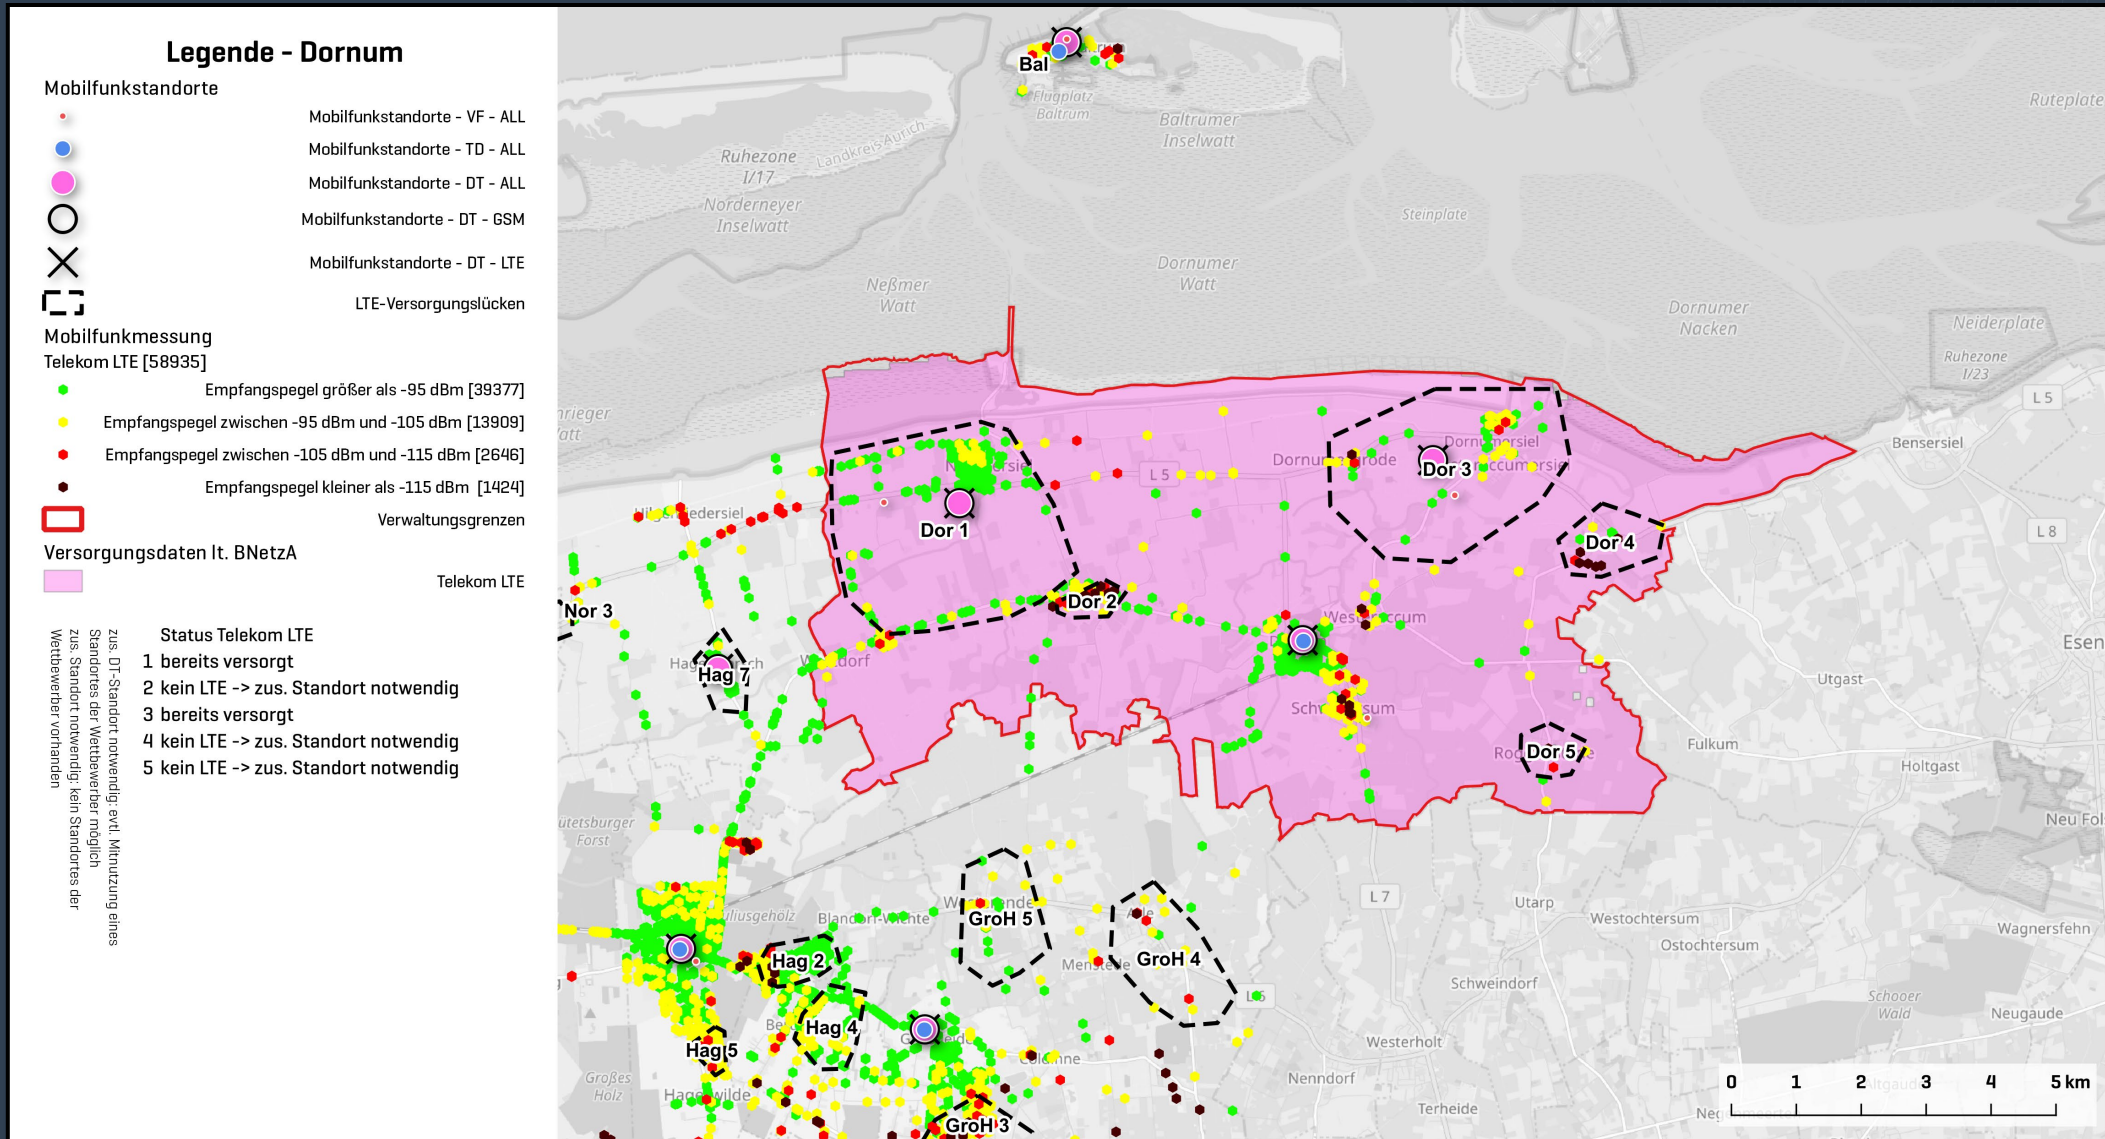 Legende - Dornum
Mobilfunkstandorte
Mobilfunkstandorte - VF - ALL
Mobilfunkstandorte - TD - ALL
Mobilfunkstandorte - DT - ALL
Mobilfunkstandorte - DT - GSM
Mobilfunkstandorte - DT - LTE
LTE-Versorgungslücken
Mobilfunkmessung
Telekom LTE [58935]
Empfangspegel größer als -95 dBm [39377]
Empfangspegel zwischen -95 dBm und -105 dBm [13909]
Empfangspegel zwischen -105 dBm und -115 dBm [2646]
Empfangspegel kleiner als -115 dBm [1424]
Verwaltungsgrenzen
Versorgungsdaten lt. BNetzA
Telekom LTE
Status Telekom LTE
1 bereits versorgt
2 kein LTE -> zus. Standort notwendig
3 bereits versorgt
4 kein LTE -> zus. Standort notwendig
5 kein LTE -> zus. Standort notwendig
zus. DT-Standort notwendig: evtl. Mitnutzung eines
Standortes der Wettbewerber möglich
zus. Standort notwendig: kein Standortes der
Wettbewerber vorhanden
Bal
Flugplatz
Baltrum
Baltrumer
Inselwatt
Ruteplate
Landkreis Aurich
Ruhezone
I/17
Norderneyer
Inselwatt
Steinplate
Neßmer
Watt
Dornumer
Watt
Dornumer
Nacken
Neiderplate
Ruhezone
I/23
L 5
Bensersiel
Dornumersiel
Dor 3
L 5
Dor 1
Dor 4
L 8
Dor 2
Nor 3
Hag 7
Esen
Utgast
Fulkum
Dor 5
Holtgast
Forst
Neu Fol
L 7
Utarp
Westochtersum
Ostochtersum
Wagnersfehn
Blandorf-Wichte
GroH 5
GroH 4
Menstede
Hag 2
Schweindorf
L 6
Schooer
Wald
Neugaude
Hag 4
Hag 5
Westerholt
Großes
Holz
Nenndorf
Terheide
GroH 3
0 1 2 3 4 5 km